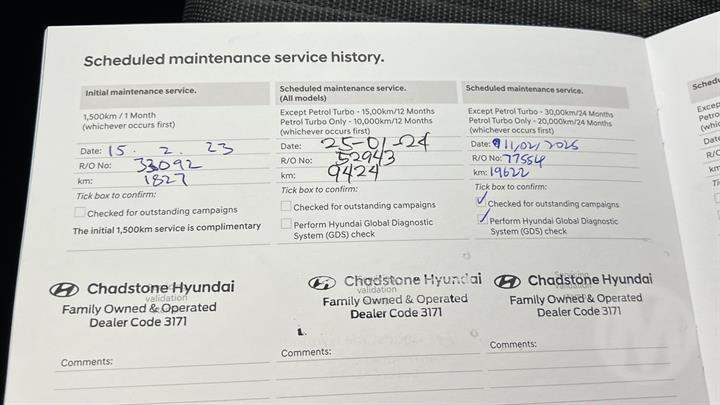 Scheduled maintenance service history.
Initial maintenance service.
1,500km / 1 Month
(whichever occurs first)
Date: 15. 2. 23
R/O No: 33092
km: 1827
Tick box to confirm:
Checked for outstanding campaigns
The initial 1,500km service is complimentary
Chadstone Hyundai
validation
Family Owned & Operated
Dealer Code 3171
Comments:
Scheduled maintenance service.
(All models)
Except Petrol Turbo - 15,00km/12 Months
Petrol Turbo Only - 10,000km/12 Months
(whichever occurs first)
Date: 25-01-24
R/O No: 52943
km: 9424
Tick box to confirm:
Checked for outstanding campaigns
Perform Hyundai Global Diagnostic
System (GDS) check
Chadstone Hyundai
validation
Family Owned & Operated
Dealer Code 3171
Comments:
Scheduled maintenance service.
Except Petrol Turbo - 30,00km/24 Months
Petrol Turbo Only - 20,000km/24 Months
(whichever occurs first)
Date: 11/02/2025
R/O No: 77554
km: 19622
Tick box to confirm:
Checked for outstanding campaigns
Perform Hyundai Global Diagnostic
System (GDS) check
Chadstone Hyundai
validation
Family Owned & Operated
Dealer Code 3171
Comments: